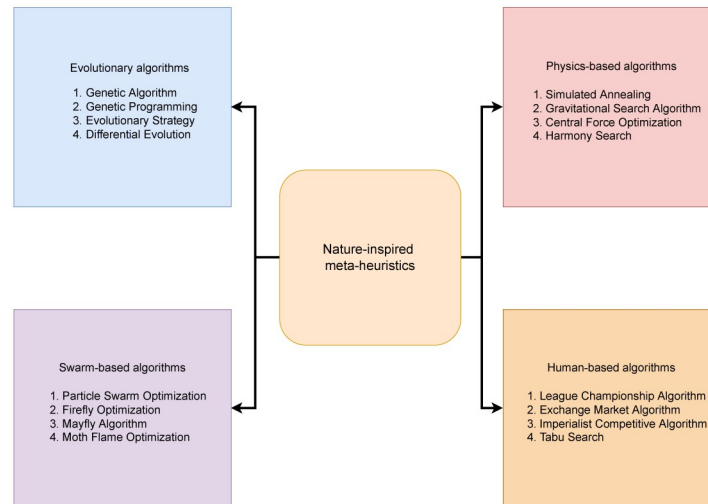 Evolutionary algorithms
1. Genetic Algorithm
2. Genetic Programming
3. Evolutionary Strategy
4. Differential Evolution
Physics-based algorithms
1. Simulated Annealing
2. Gravitational Search Algorithm
3. Central Force Optimization
4. Harmony Search
Nature-inspired
meta-heuristics
Swarm-based algorithms
1. Particle Swarm Optimization
2. Firefly Optimization
3. Mayfly Algorithm
4. Moth Flame Optimization
Human-based algorithms
1. League Championship Algorithm
2. Exchange Market Algorithm
3. Imperialist Competitive Algorithm
4. Tabu Search